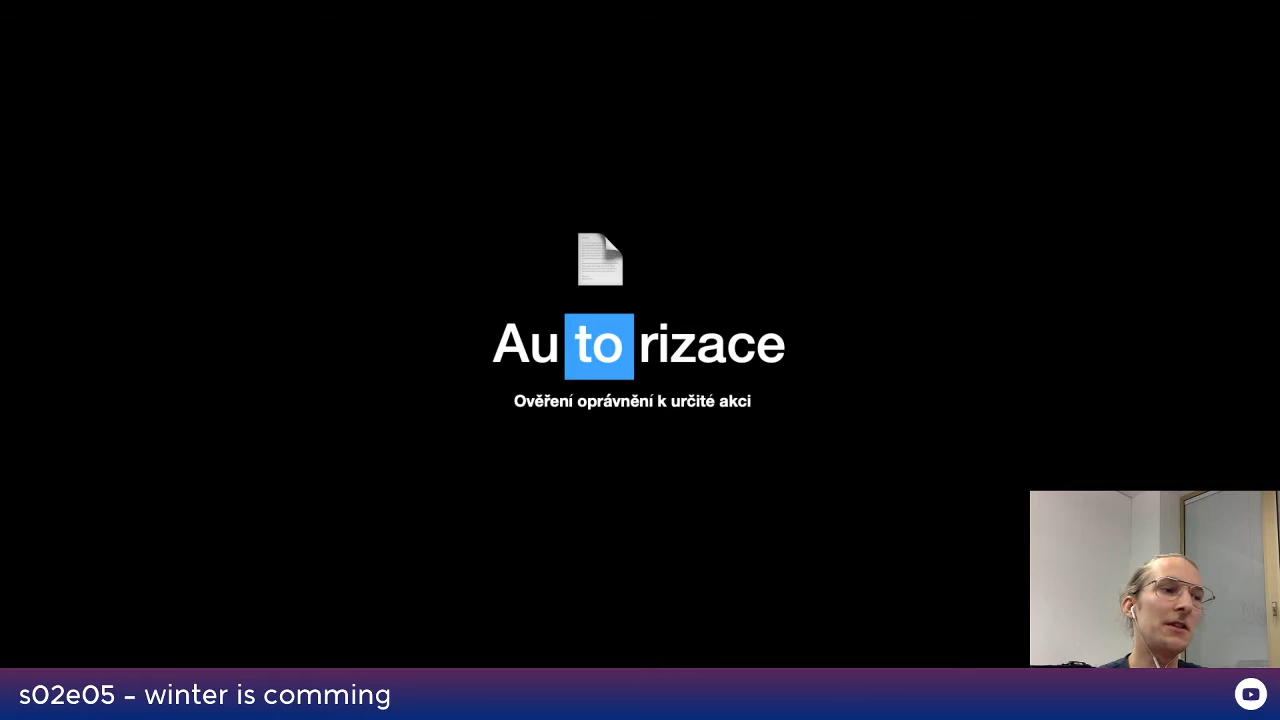 Autorizace
Ověření oprávnění k určité akci
s02e05 - winter is comming